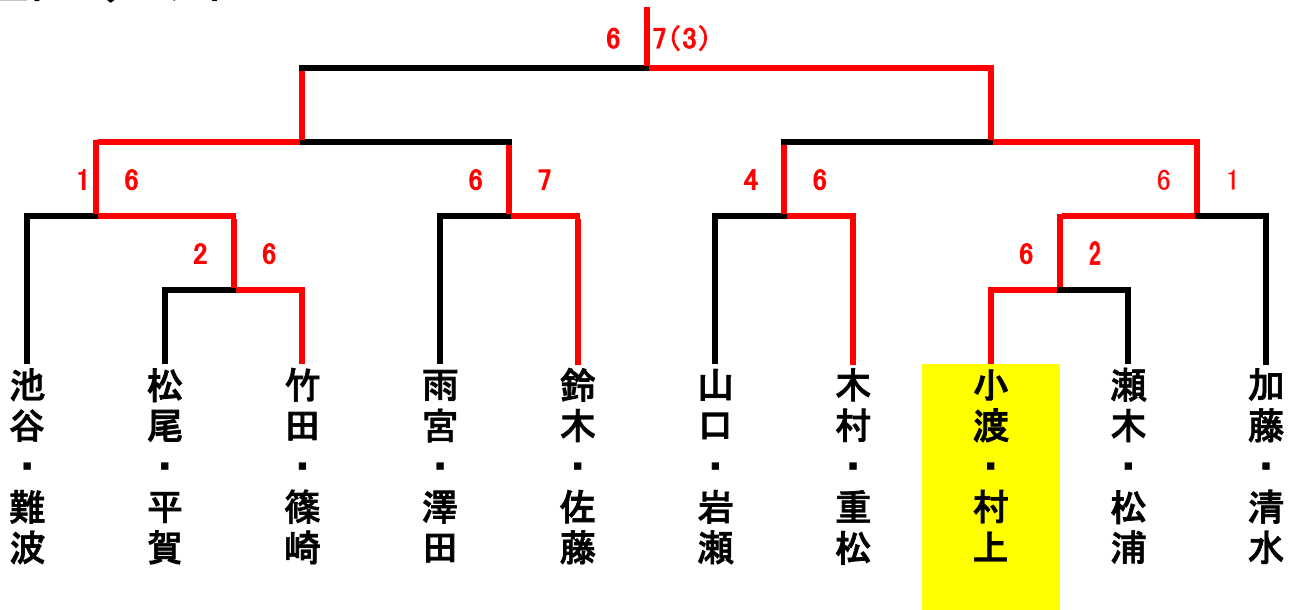 6 7(3)
1 6
6 7
4 6
6 1
2 6
6 2
池谷・難波
松尾・平賀
竹田・篠崎
雨宮・澤田
鈴木・佐藤
山口・岩瀬
木村・重松
小渡・村上
瀬木・松浦
加藤・清水